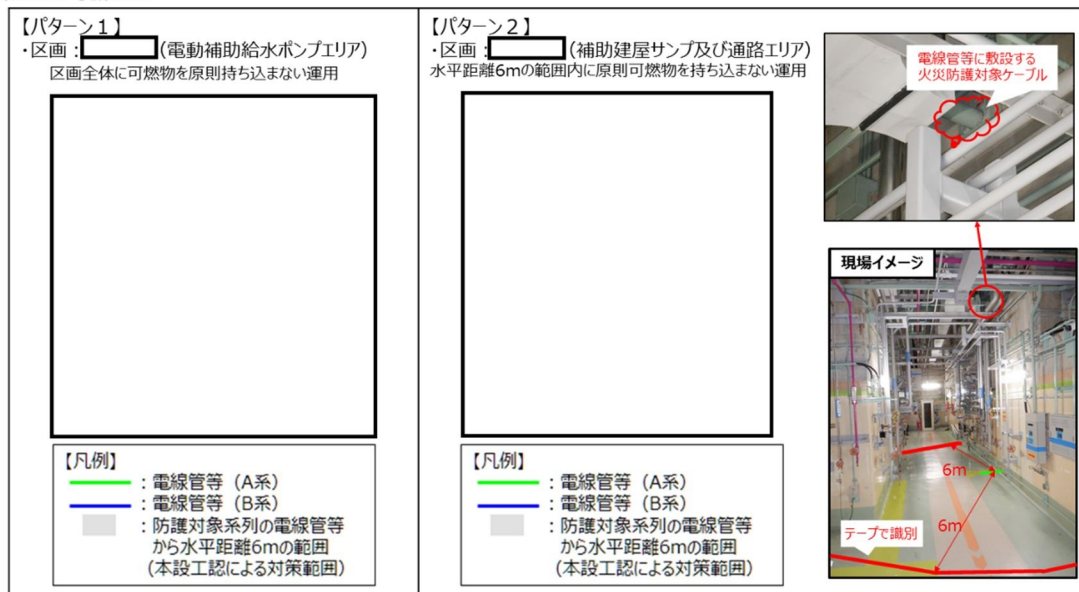 【パターン１】
・区画：(電動補助給水ポンプエリア)
区画全体に可燃物を原則持ち込まない運用
【凡例】
：電線管等（A系）
：電線管等（B系）
：防護対象系列の電線管等
から水平距離6mの範囲
（本設工認による対策範囲）
【パターン２】
・区画：(補助建屋サンプ及び通路エリア)
水平距離6mの範囲内に原則可燃物を持ち込まない運用
【凡例】
：電線管等（A系）
：電線管等（B系）
：防護対象系列の電線管等
から水平距離6mの範囲
（本設工認による対策範囲）
電線管等に敷設する
火災防護対象ケーブル
現場イメージ
6m
6m
テープで識別